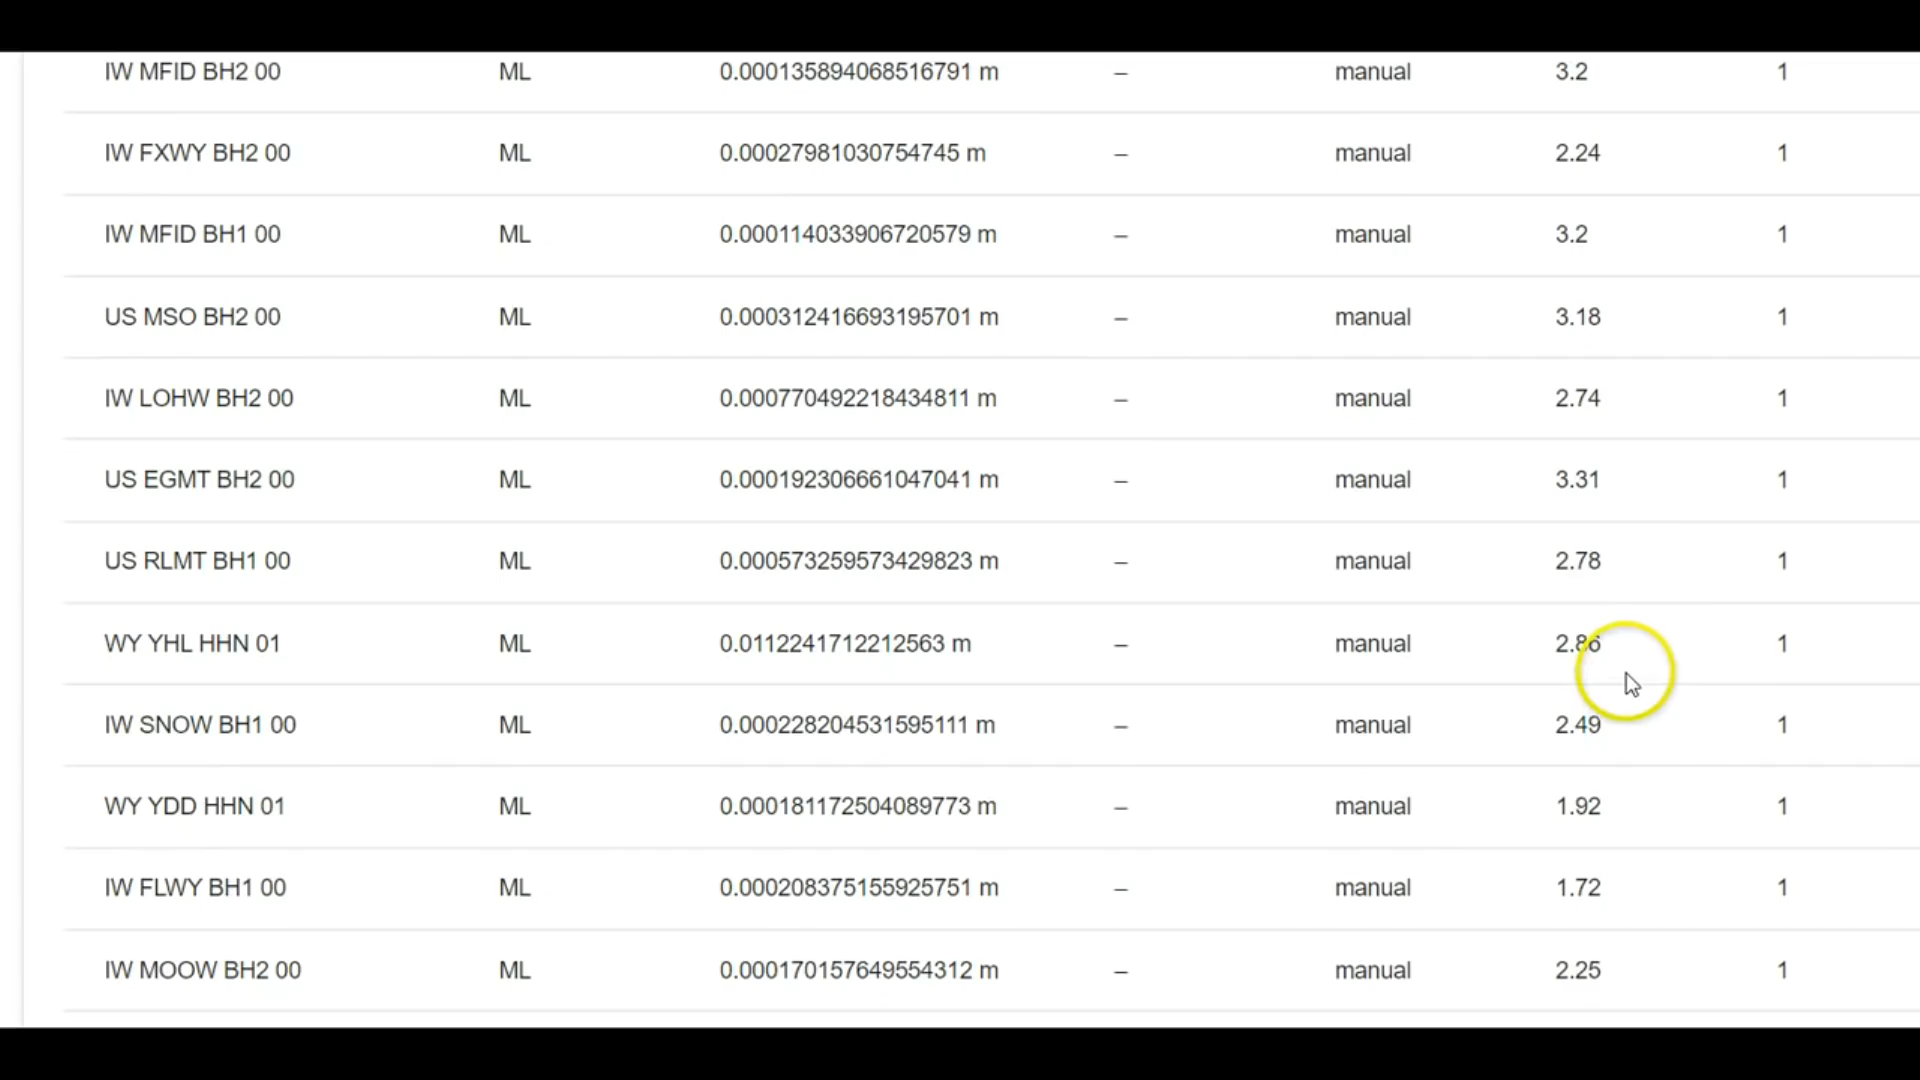 IW MFID BH2 00 ML 0.000135894068516791 m – manual 3.2 1
IW FXWY BH2 00 ML 0.00027981030754745 m – manual 2.24 1
IW MFID BH1 00 ML 0.000114033906720579 m – manual 3.2 1
US MSO BH2 00 ML 0.000312416693195701 m – manual 3.18 1
IW LOHW BH2 00 ML 0.000770492218434811 m – manual 2.74 1
US EGMT BH2 00 ML 0.000192306661047041 m – manual 3.31 1
US RLMT BH1 00 ML 0.000573259573429823 m – manual 2.78 1
WY YHL HHN 01 ML 0.0112241712212563 m – manual 2.86 1
IW SNOW BH1 00 ML 0.000228204531595111 m – manual 2.49 1
WY YDD HHN 01 ML 0.000181172504089773 m – manual 1.92 1
IW FLWY BH1 00 ML 0.000208375155925751 m – manual 1.72 1
IW MOOW BH2 00 ML 0.000170157649554312 m – manual 2.25 1